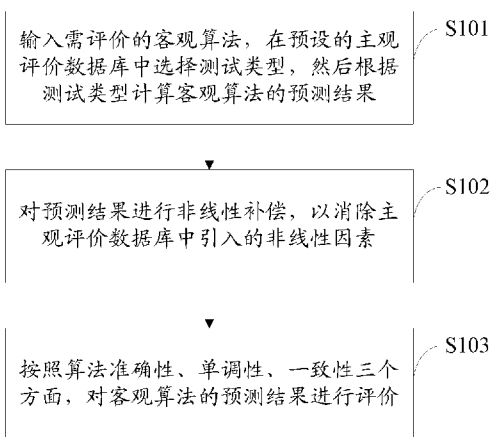 输入需评价的客观算法，在预设的主观
评价数据库中选择测试类型，然后根据
测试类型计算客观算法的预测结果
S101
对预测结果进行非线性补偿，以消除主
观评价数据库中引入的非线性因素
S102
按照算法准确性、单调性、一致性三个
方面，对客观算法的预测结果进行评价
S103